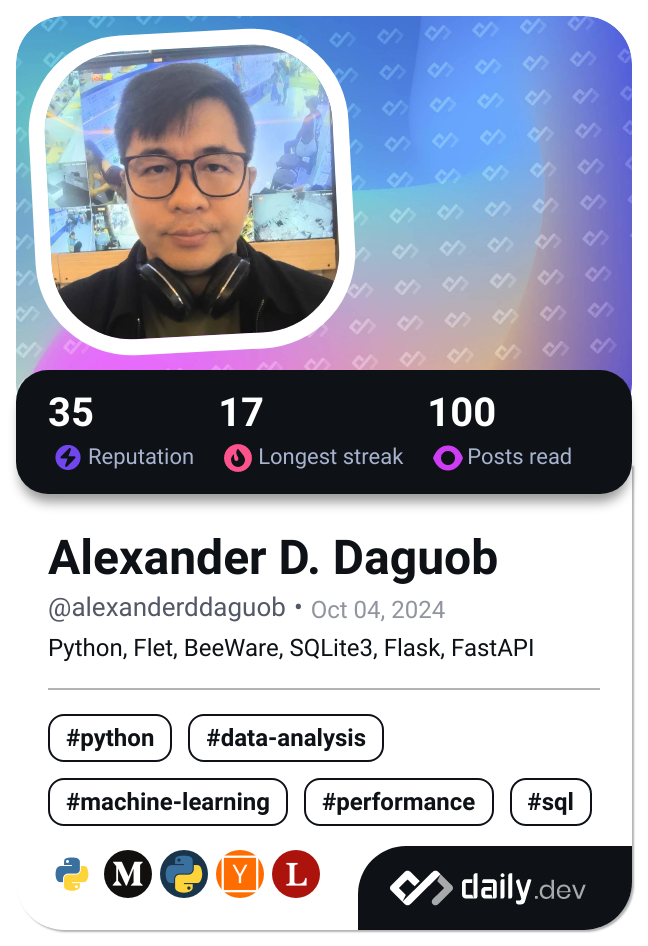 35 17 100
Reputation Longest streak Posts read
Alexander D. Daguob
@alexanderddaguob • Oct 04, 2024
Python, Flet, BeeWare, SQLite3, Flask, FastAPI
#python #data-analysis
#machine-learning #performance #sql
M Y L
daily.dev